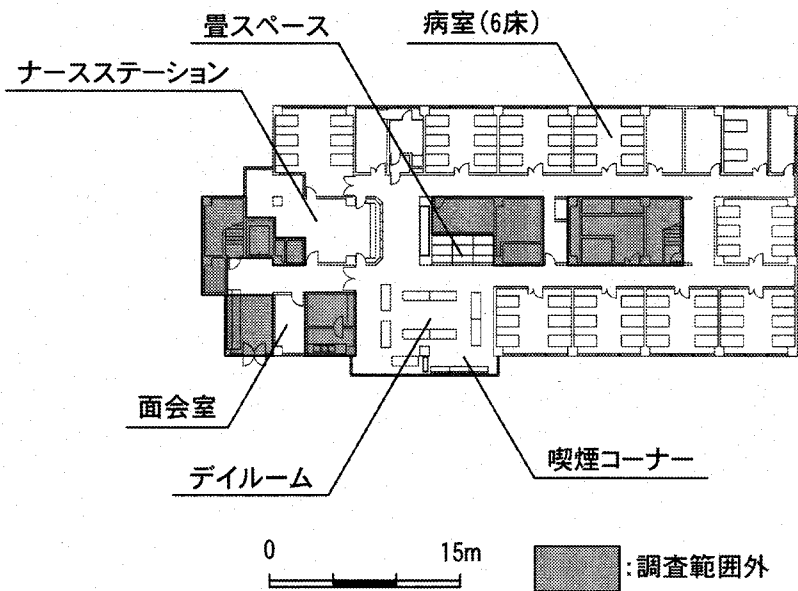 畳スペース
病室(6床)
ナースステーション
面会室
デイルーム
喫煙コーナー
0
15m
:調査範囲外